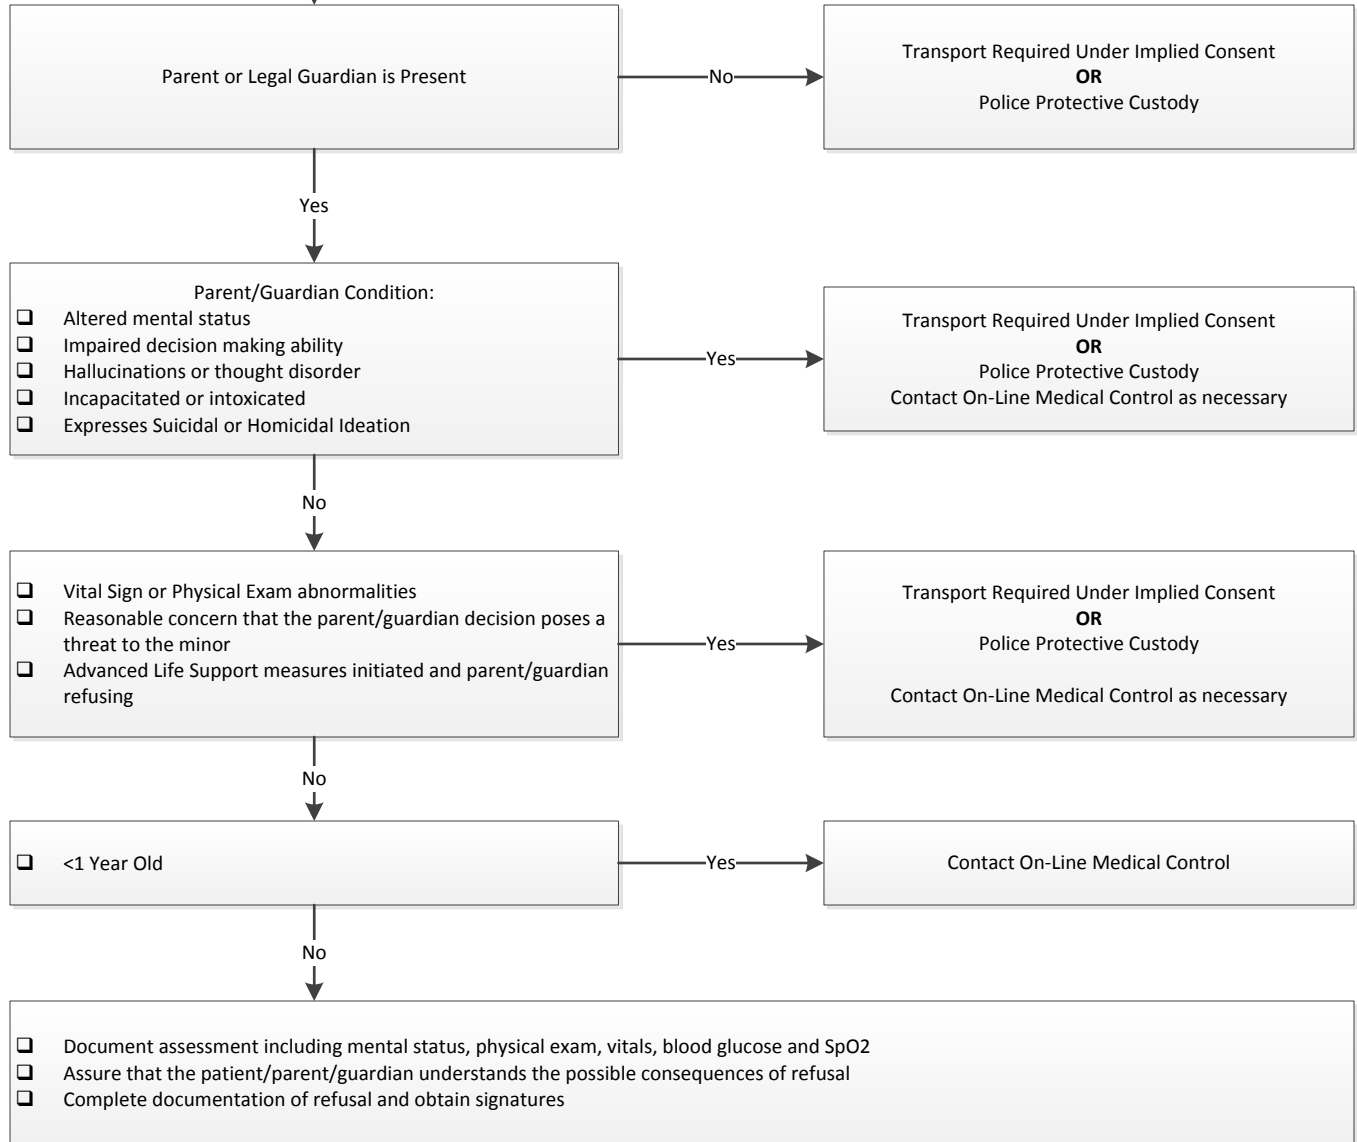 Parent or Legal Guardian is Present
No
Transport Required Under Implied Consent
OR
Police Protective Custody
Yes
Parent/Guardian Condition:
❑ Altered mental status
❑ Impaired decision making ability
❑ Hallucinations or thought disorder
❑ Incapacitated or intoxicated
❑ Expresses Suicidal or Homicidal Ideation
Yes
Transport Required Under Implied Consent
OR
Police Protective Custody
Contact On-Line Medical Control as necessary
No
❑ Vital Sign or Physical Exam abnormalities
❑ Reasonable concern that the parent/guardian decision poses a
threat to the minor
❑ Advanced Life Support measures initiated and parent/guardian
refusing
Yes
Transport Required Under Implied Consent
OR
Police Protective Custody
Contact On-Line Medical Control as necessary
No
❑ <1 Year Old
Yes
Contact On-Line Medical Control
No
❑ Document assessment including mental status, physical exam, vitals, blood glucose and SpO2
❑ Assure that the patient/parent/guardian understands the possible consequences of refusal
❑ Complete documentation of refusal and obtain signatures